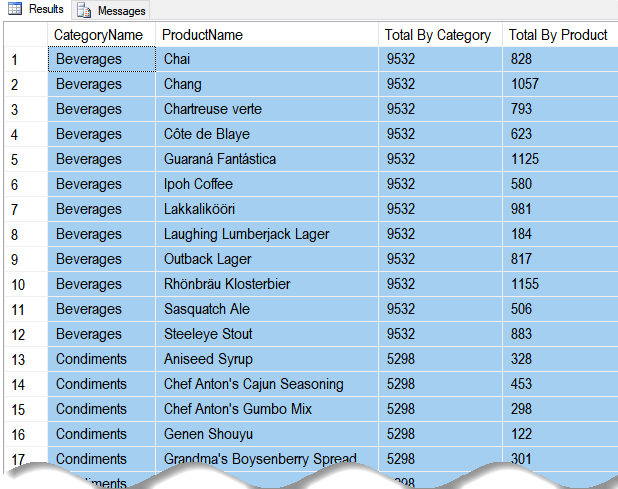 Results Messages
CategoryName ProductName Total By Category Total By Product
1 Beverages Chai 9532 828
2 Beverages Chang 9532 1057
3 Beverages Chartreuse verte 9532 793
4 Beverages Côte de Blaye 9532 623
5 Beverages Guaraná Fantástica 9532 1125
6 Beverages Ipoh Coffee 9532 580
7 Beverages Lakkalikööri 9532 981
8 Beverages Laughing Lumberjack Lager 9532 184
9 Beverages Outback Lager 9532 817
10 Beverages Rhönbräu Klosterbier 9532 1155
11 Beverages Sasquatch Ale 9532 506
12 Beverages Steeleye Stout 9532 883
13 Condiments Aniseed Syrup 5298 328
14 Condiments Chef Anton's Cajun Seasoning 5298 453
15 Condiments Chef Anton's Gumbo Mix 5298 298
16 Condiments Genen Shouyu 5298 122
17 Condiments Grandma's Boysenberry Spread 5298 301